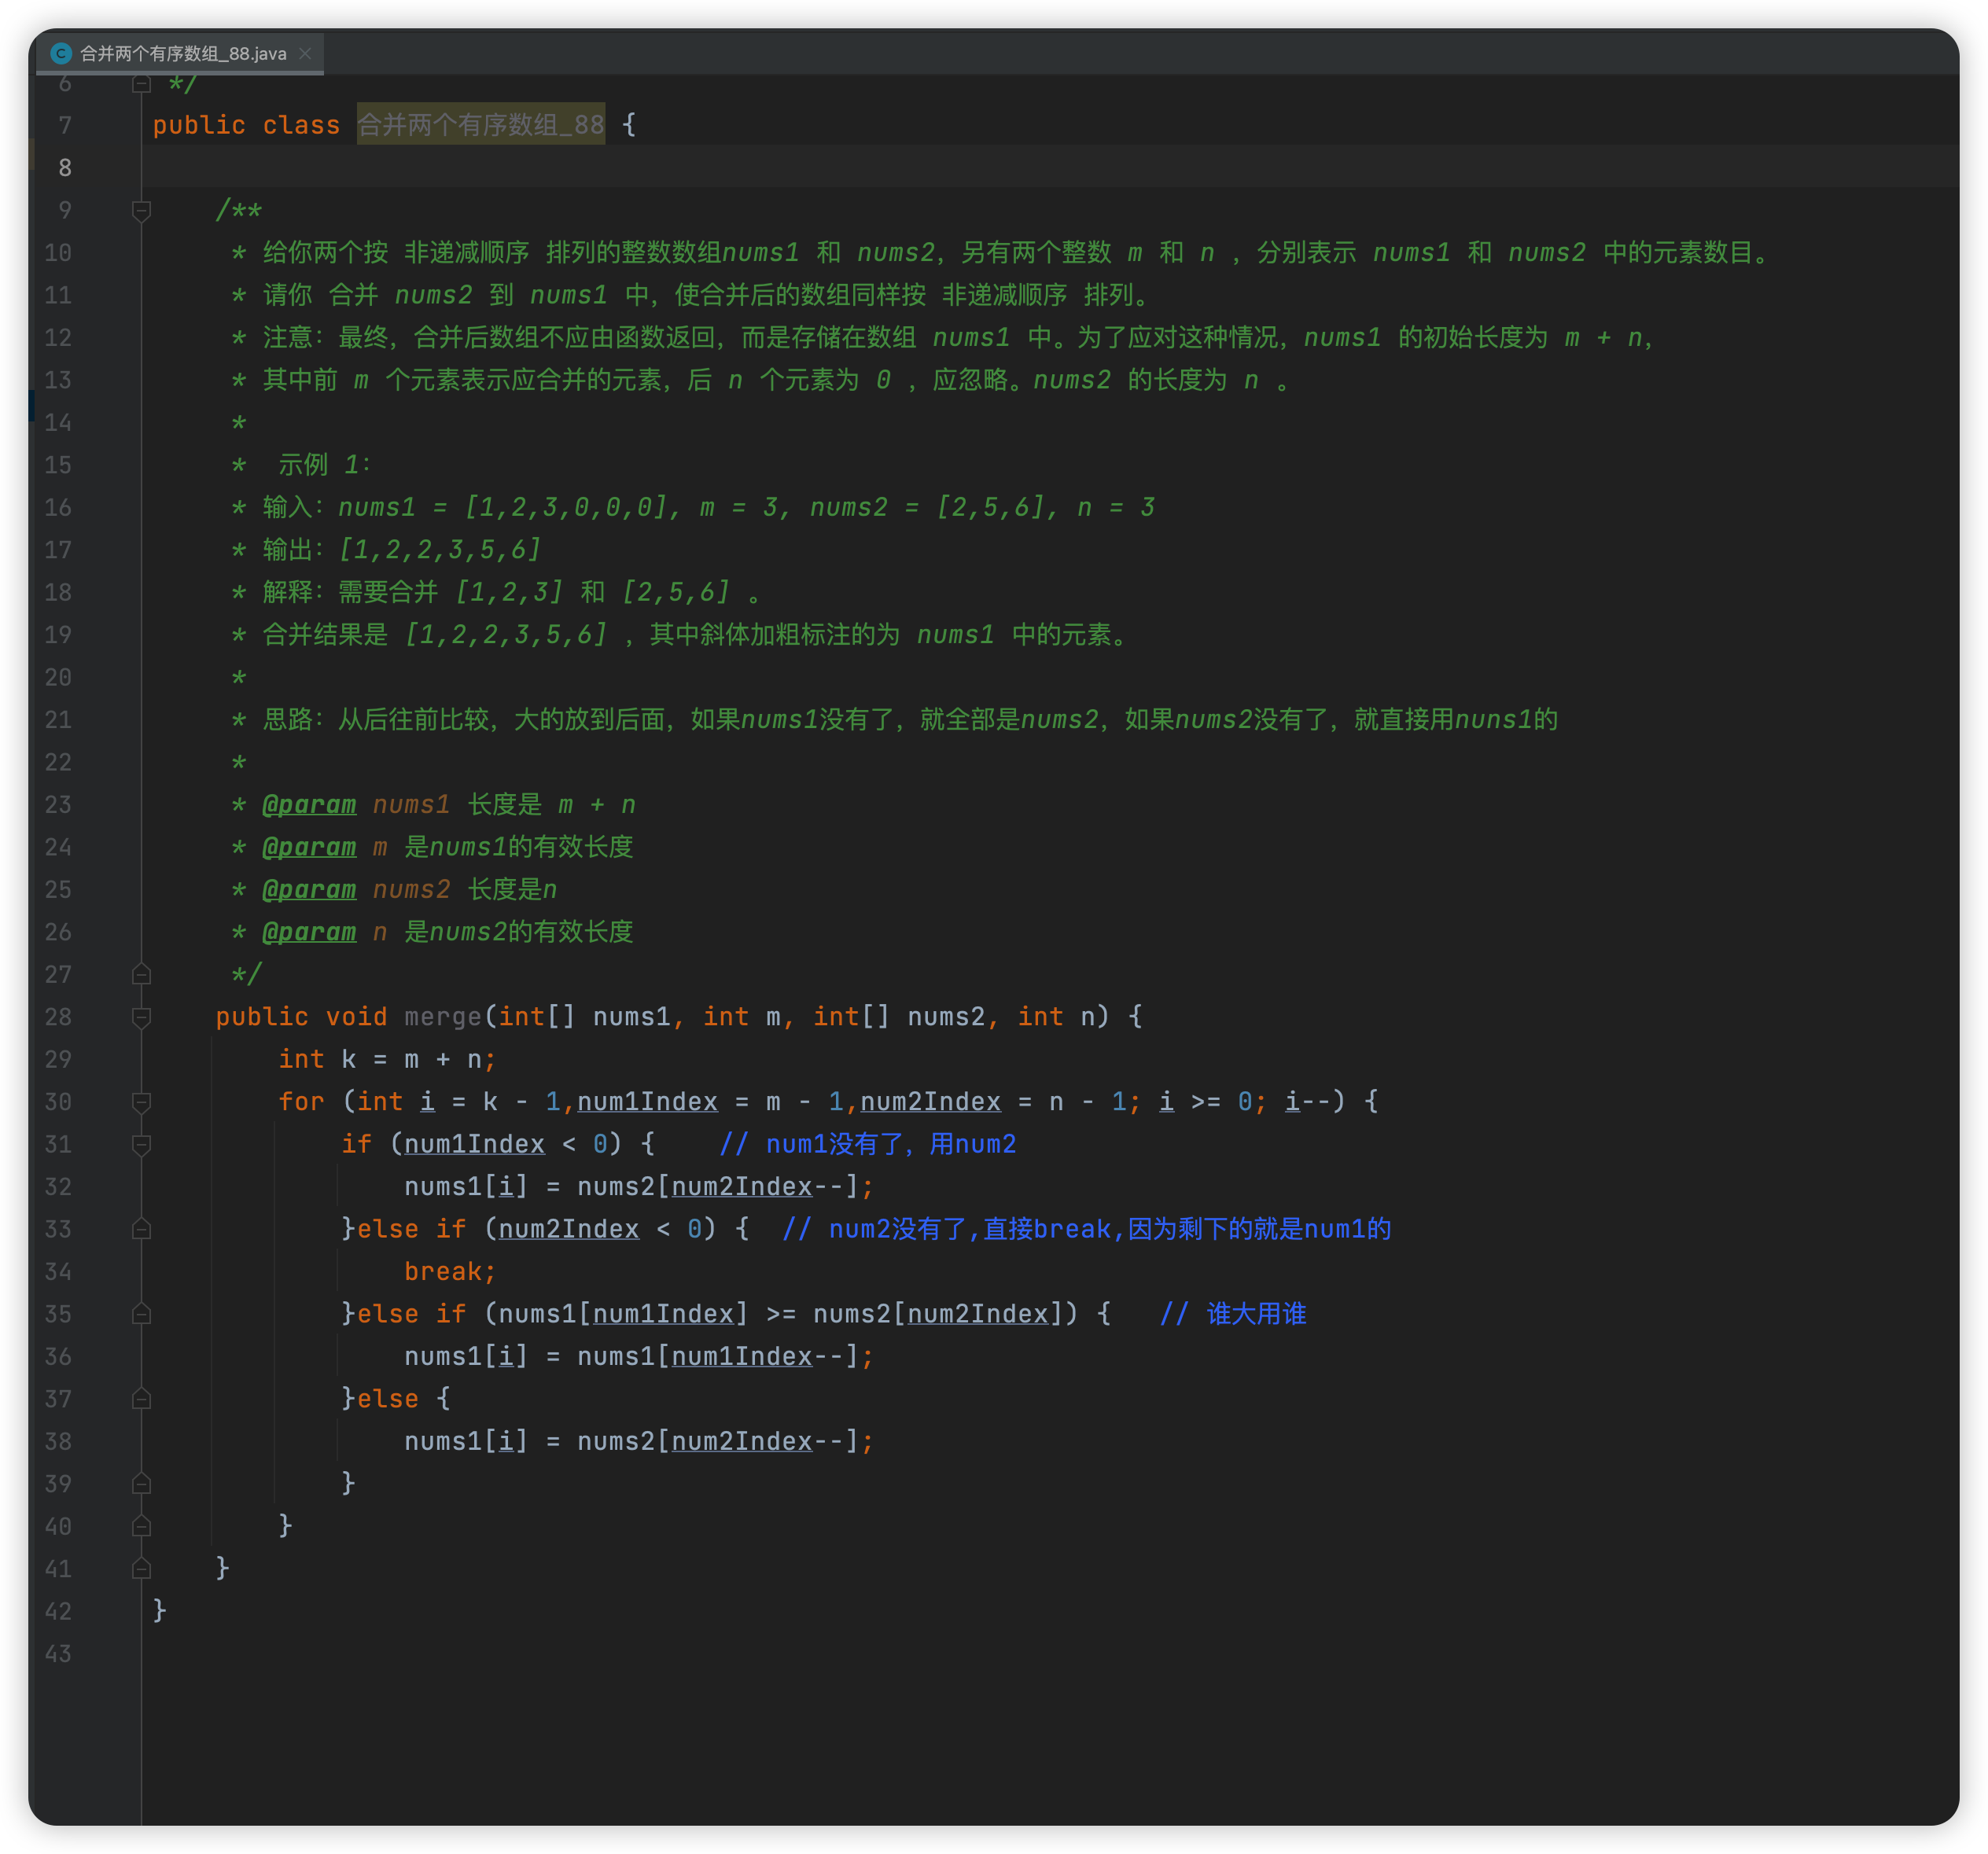 合并两个有序数组_88.java
6 */
7 public class 合并两个有序数组_88 {
8
9 /**
10 * 给你两个按 非递减顺序 排列的整数数组nums1 和 nums2，另有两个整数 m 和 n ，分别表示 nums1 和 nums2 中的元素数目。
11 * 请你 合并 nums2 到 nums1 中，使合并后的数组同样按 非递减顺序 排列。
12 * 注意：最终，合并后数组不应由函数返回，而是存储在数组 nums1 中。为了应对这种情况，nums1 的初始长度为 m + n，
13 * 其中前 m 个元素表示应合并的元素，后 n 个元素为 0 ，应忽略。nums2 的长度为 n 。
14 *
15 *  示例 1：
16 * 输入：nums1 = [1,2,3,0,0,0], m = 3, nums2 = [2,5,6], n = 3
17 * 输出：[1,2,2,3,5,6]
18 * 解释：需要合并 [1,2,3] 和 [2,5,6] 。
19 * 合并结果是 [1,2,2,3,5,6] ，其中斜体加粗标注的为 nums1 中的元素。
20 *
21 * 思路：从后往前比较，大的放到后面，如果nums1没有了，就全部是nums2，如果nums2没有了，就直接用nuns1的
22 *
23 * @param nums1 长度是 m + n
24 * @param m 是nums1的有效长度
25 * @param nums2 长度是n
26 * @param n 是nums2的有效长度
27 */
28 public void merge(int[] nums1, int m, int[] nums2, int n) {
29 int k = m + n;
30 for (int i = k - 1,num1Index = m - 1,num2Index = n - 1; i >= 0; i--) {
31 if (num1Index < 0) {    // num1没有了，用num2
32 nums1[i] = nums2[num2Index--];
33 }else if (num2Index < 0) {  // num2没有了,直接break,因为剩下的就是num1的
34 break;
35 }else if (nums1[num1Index] >= nums2[num2Index]) {   // 谁大用谁
36 nums1[i] = nums1[num1Index--];
37 }else {
38 nums1[i] = nums2[num2Index--];
39 }
40 }
41 }
42 }
43